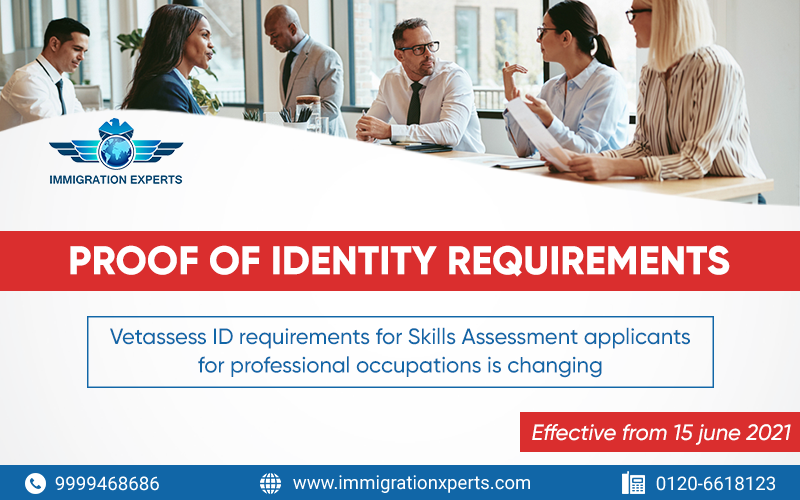 IMMIGRATION EXPERTS
PROOF OF IDENTITY REQUIREMENTS
Vetassess ID requirements for Skills Assessment applicants
for professional occupations is changing
Effective from 15 june 2021
9999468686
www.immigrationxperts.com
0120-6618123